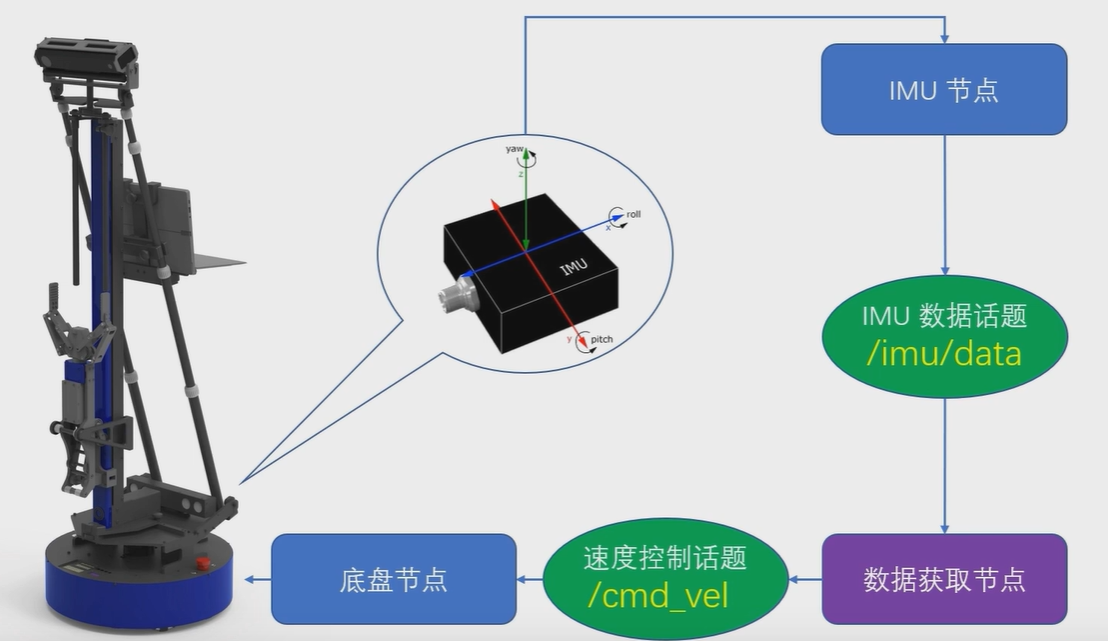 IMU 节点
yaw
z
roll
x
IMU
y
pitch
IMU 数据话题
/imu/data
底盘节点
速度控制话题
/cmd_vel
数据获取节点